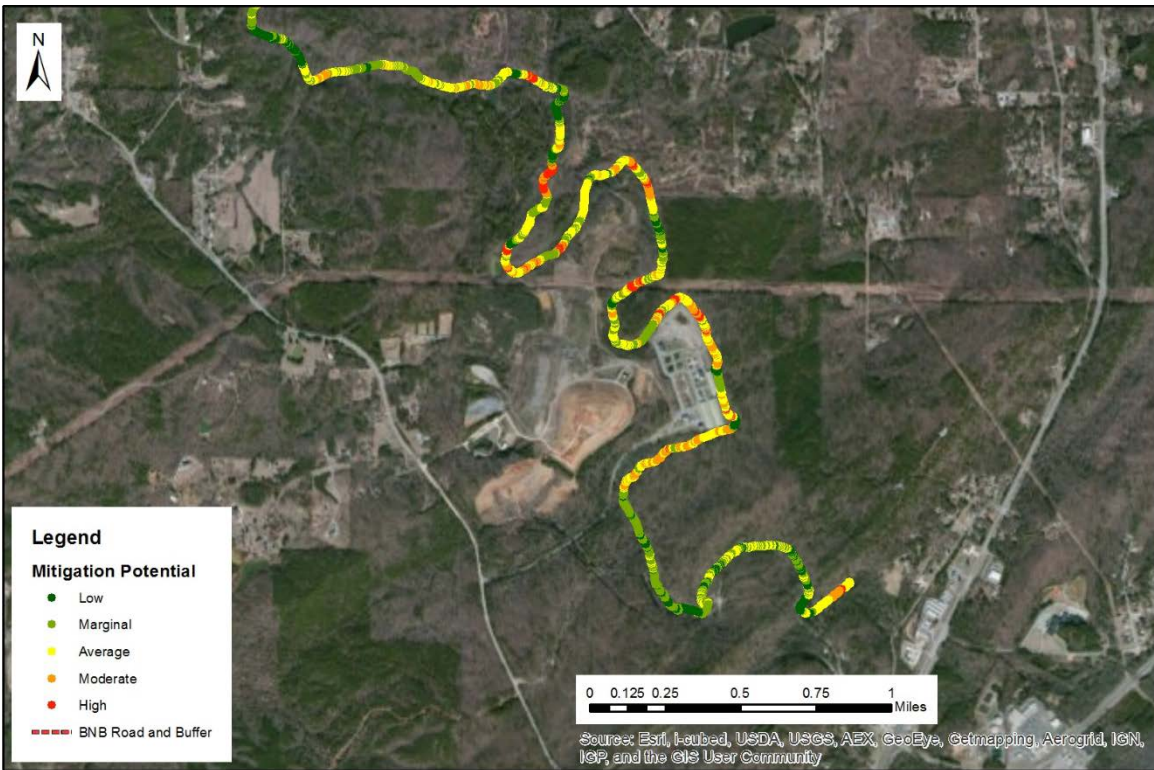 N
Legend
Mitigation Potential
Low
Marginal
Average
Moderate
High
BNB Road and Buffer
0 0.125 0.25 0.5 0.75 1
Miles
Source: Esri, i-cubed, USDA, USGS, AEX, GeoEye, Getmapping, Aerogrid, IGN,
IGP, and the GIS User Community